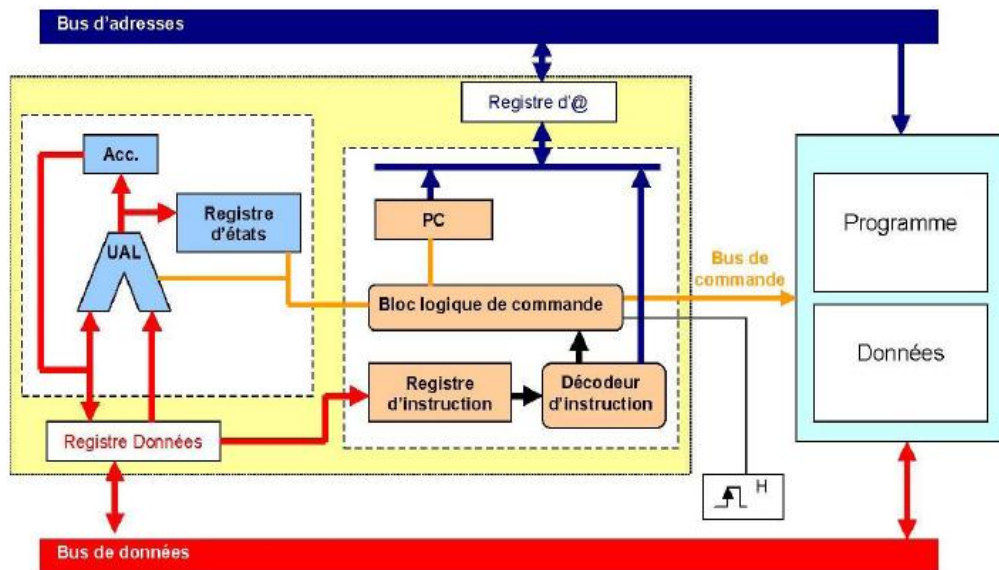 Bus d'adresses
Registre d'@
Acc.
Registre
d'états
UAL
PC
Programme
Bus de
commande
Bloc logique de commande
Données
Registre
d'instruction
Décodeur
d'instruction
Registre Données
H
Bus de données